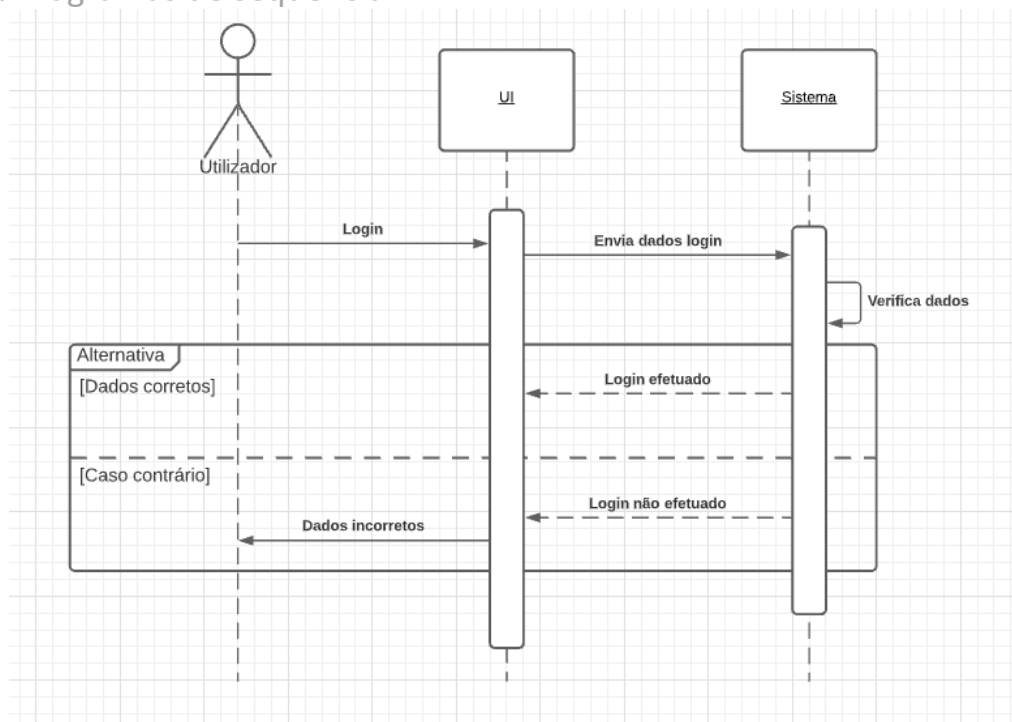 UI
Sistema
Utilizador
Login
Envia dados login
Verifica dados
Alternativa
[Dados corretos]
Login efetuado
[Caso contrário]
Login não efetuado
Dados incorretos